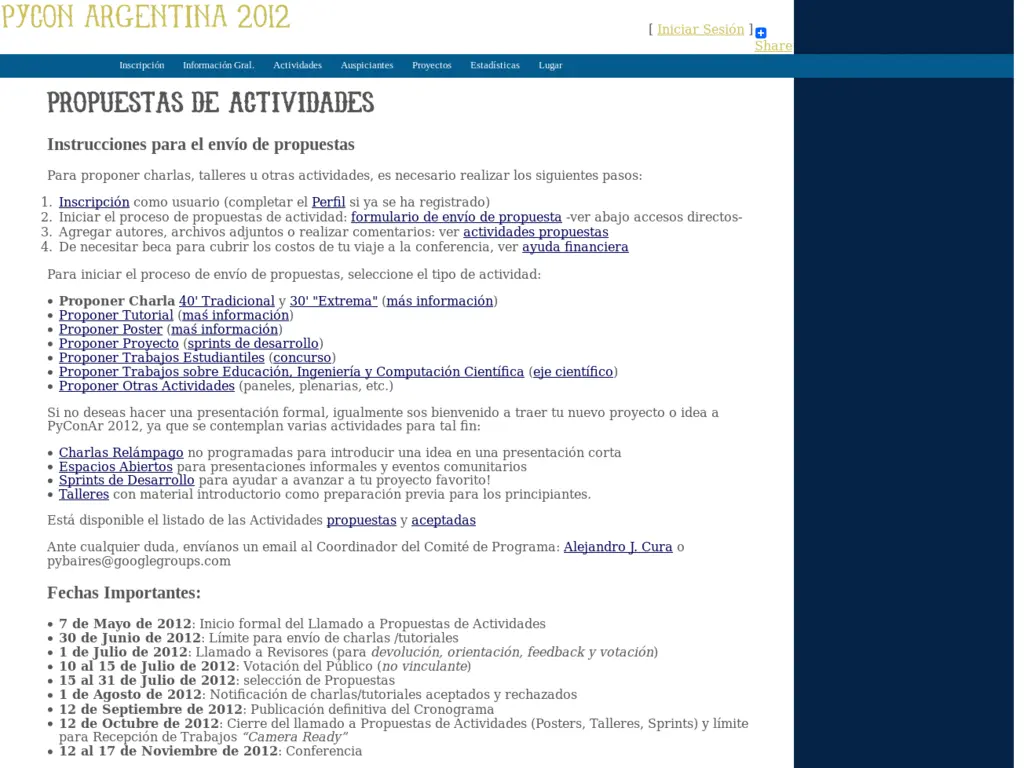 PYCON ARGENTINA 2012
[ Iniciar Sesión ]
Share
Inscripción Información Gral. Actividades Auspiciantes Proyectos Estadísticas Lugar
PROPUESTAS DE ACTIVIDADES
Instrucciones para el envío de propuestas
Para proponer charlas, talleres u otras actividades, es necesario realizar los siguientes pasos:
1. Inscripción como usuario (completar el Perfil si ya se ha registrado)
2. Iniciar el proceso de propuestas de actividad: formulario de envío de propuesta -ver abajo accesos directos-
3. Agregar autores, archivos adjuntos o realizar comentarios: ver actividades propuestas
4. De necesitar beca para cubrir los costos de tu viaje a la conferencia, ver ayuda financiera
Para iniciar el proceso de envío de propuestas, seleccione el tipo de actividad:
• Proponer Charla 40' Tradicional y 30' "Extrema" (más información)
• Proponer Tutorial (maś información)
• Proponer Poster (maś información)
• Proponer Proyecto (sprints de desarrollo)
• Proponer Trabajos Estudiantiles (concurso)
• Proponer Trabajos sobre Educación, Ingeniería y Computación Científica (eje científico)
• Proponer Otras Actividades (paneles, plenarias, etc.)
Si no deseas hacer una presentación formal, igualmente sos bienvenido a traer tu nuevo proyecto o idea a
PyConAr 2012, ya que se contemplan varias actividades para tal fin:
• Charlas Relámpago no programadas para introducir una idea en una presentación corta
• Espacios Abiertos para presentaciones informales y eventos comunitarios
• Sprints de Desarrollo para ayudar a avanzar a tu proyecto favorito!
• Talleres con material introductorio como preparación previa para los principiantes.
Está disponible el listado de las Actividades propuestas y aceptadas
Ante cualquier duda, envíanos un email al Coordinador del Comité de Programa: Alejandro J. Cura o
pybaires@googlegroups.com
Fechas Importantes:
• 7 de Mayo de 2012: Inicio formal del Llamado a Propuestas de Actividades
• 30 de Junio de 2012: Límite para envío de charlas /tutoriales
• 1 de Julio de 2012: Llamado a Revisores (para devolución, orientación, feedback y votación)
• 10 al 15 de Julio de 2012: Votación del Público (no vinculante)
• 15 al 31 de Julio de 2012: selección de Propuestas
• 1 de Agosto de 2012: Notificación de charlas/tutoriales aceptados y rechazados
• 12 de Septiembre de 2012: Publicación definitiva del Cronograma
• 12 de Octubre de 2012: Cierre del llamado a Propuestas de Actividades (Posters, Talleres, Sprints) y límite
para Recepción de Trabajos “Camera Ready”
• 12 al 17 de Noviembre de 2012: Conferencia